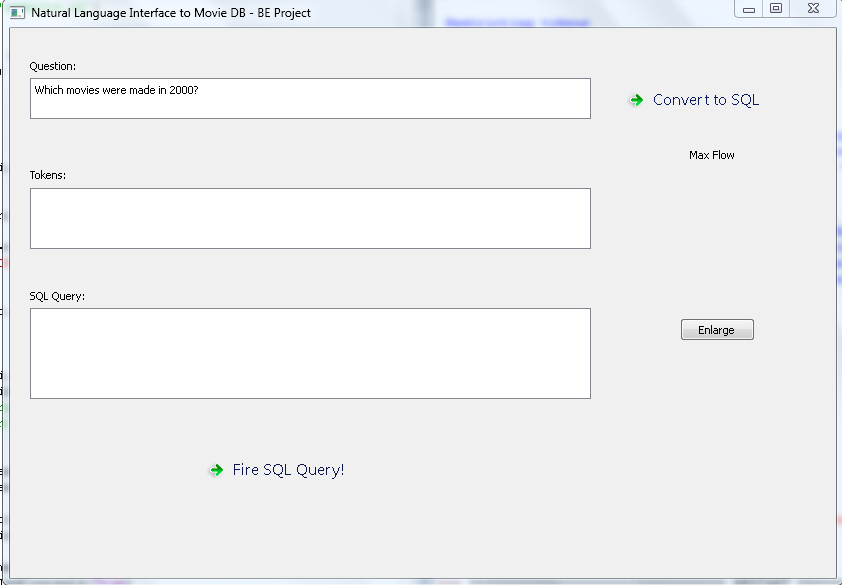 Natural Language Interface to Movie DB - BE Project
Question:
Which movies were made in 2000?
Convert to SQL
Max Flow
Tokens:
SQL Query:
Enlarge
Fire SQL Query!